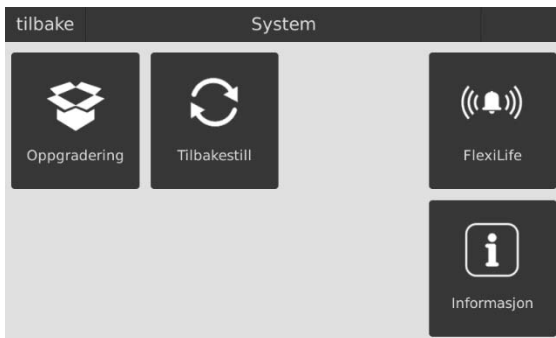 tilbake System
Oppgradering Tilbakestill FlexiLife
Informasjon